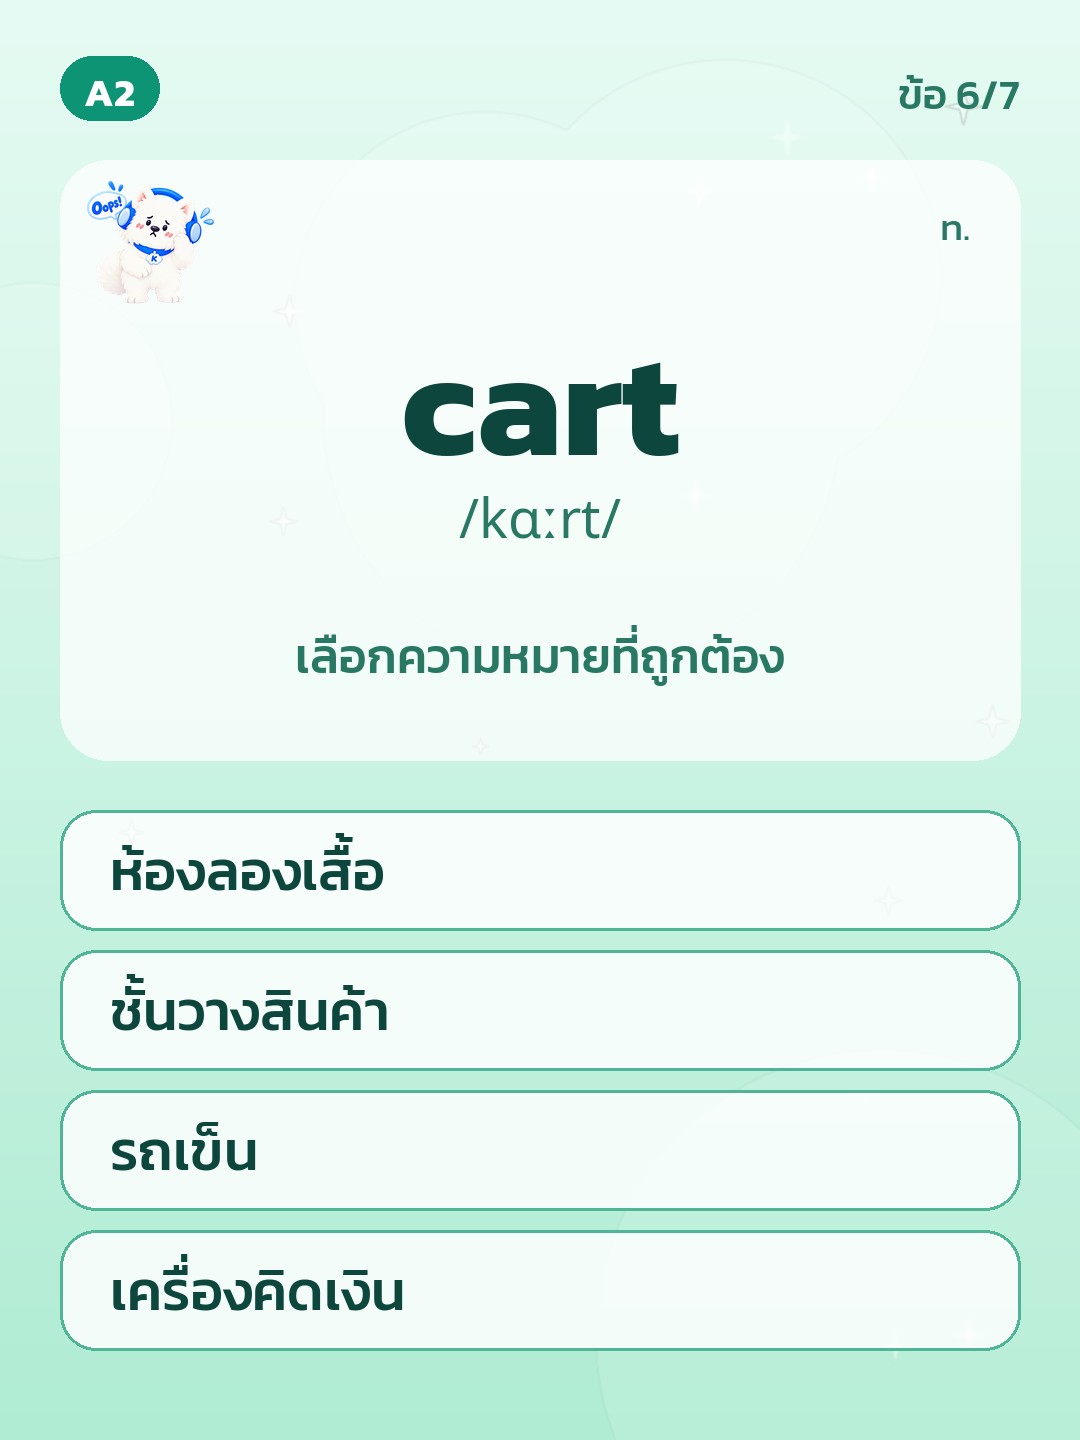 A2
ข้อ 6/7
Oops!
n.
K
cart
/kɑːrt/
เลือกความหมายที่ถูกต้อง
ห้องลองเสื้อ
ชั้นวางสินค้า
รถเข็น
เครื่องคิดเงิน